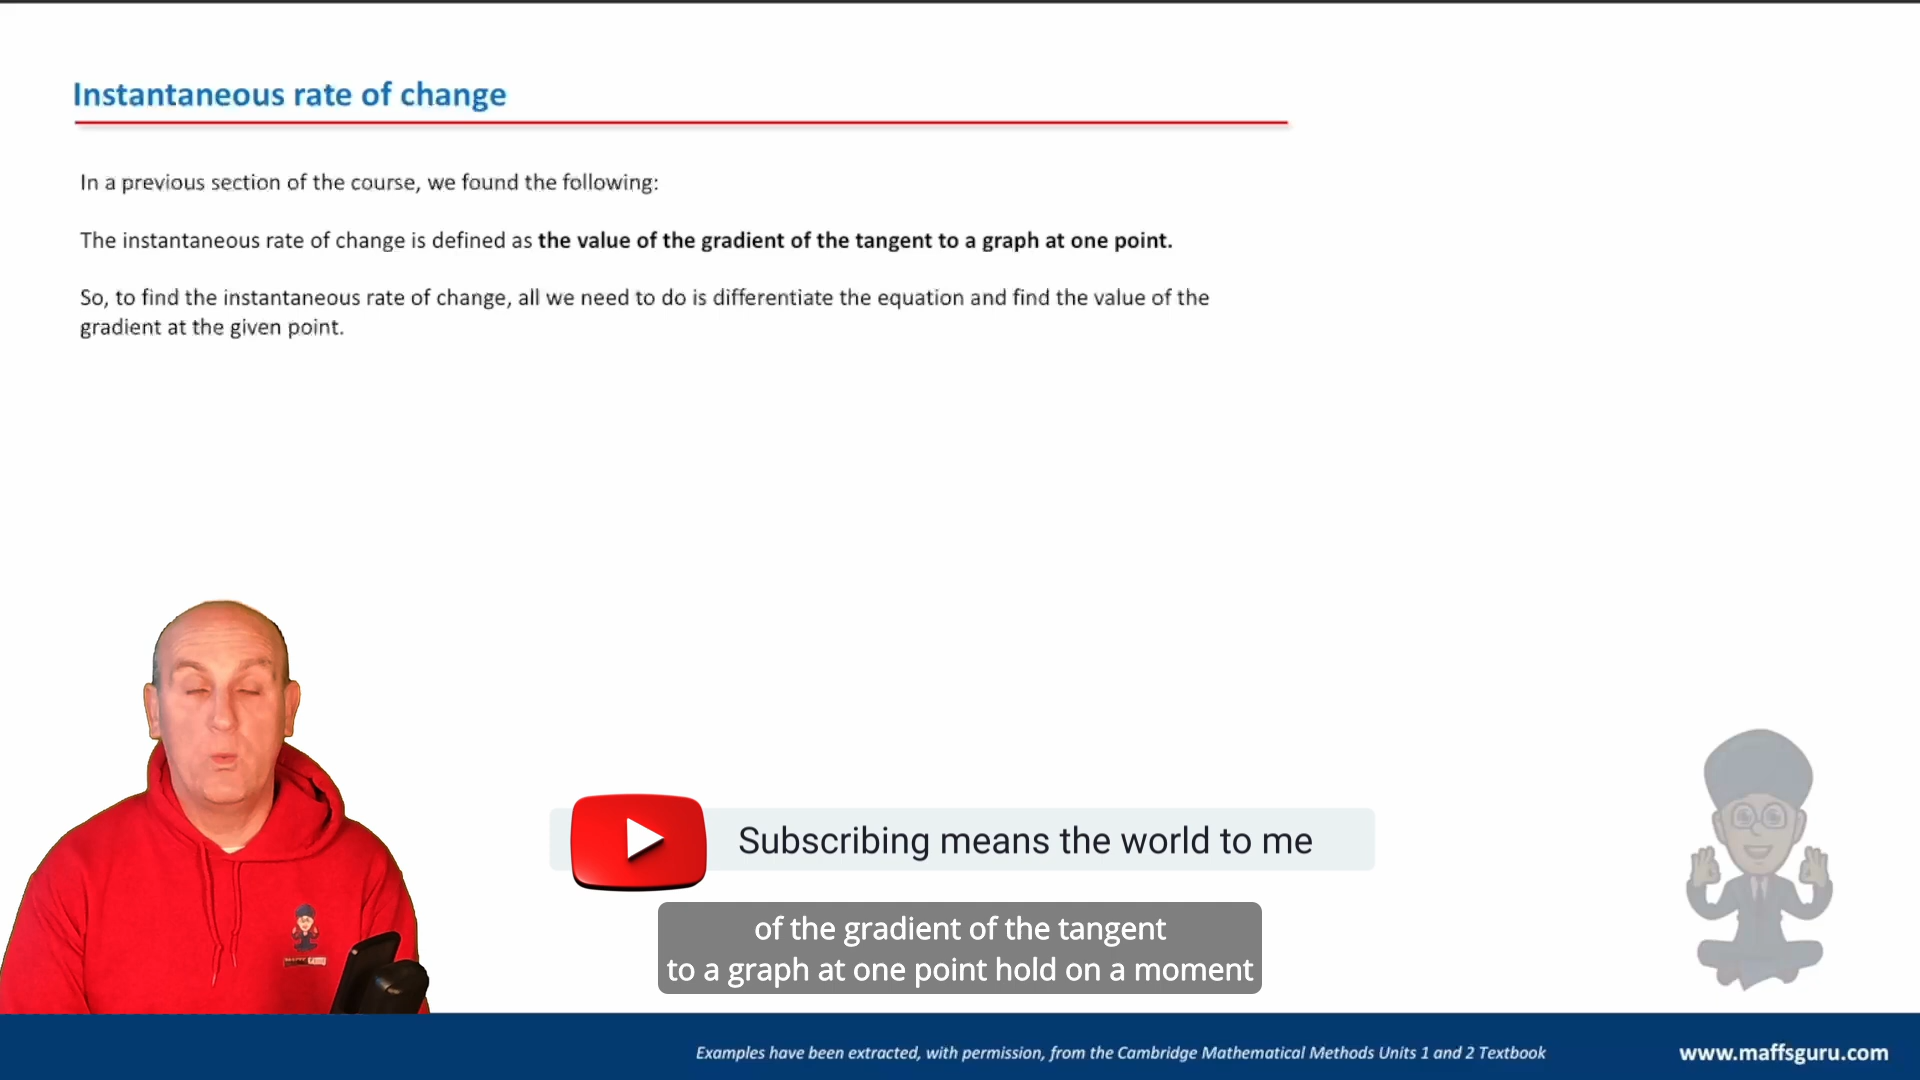 Instantaneous rate of change
In a previous section of the course, we found the following:
The instantaneous rate of change is defined as the value of the gradient of the tangent to a graph at one point.
So, to find the instantaneous rate of change, all we need to do is differentiate the equation and find the value of the
gradient at the given point.
Subscribing means the world to me
of the gradient of the tangent
to a graph at one point hold on a moment
Examples have been extracted, with permission, from the Cambridge Mathematical Methods Units 1 and 2 Textbook
www.maffsguru.com